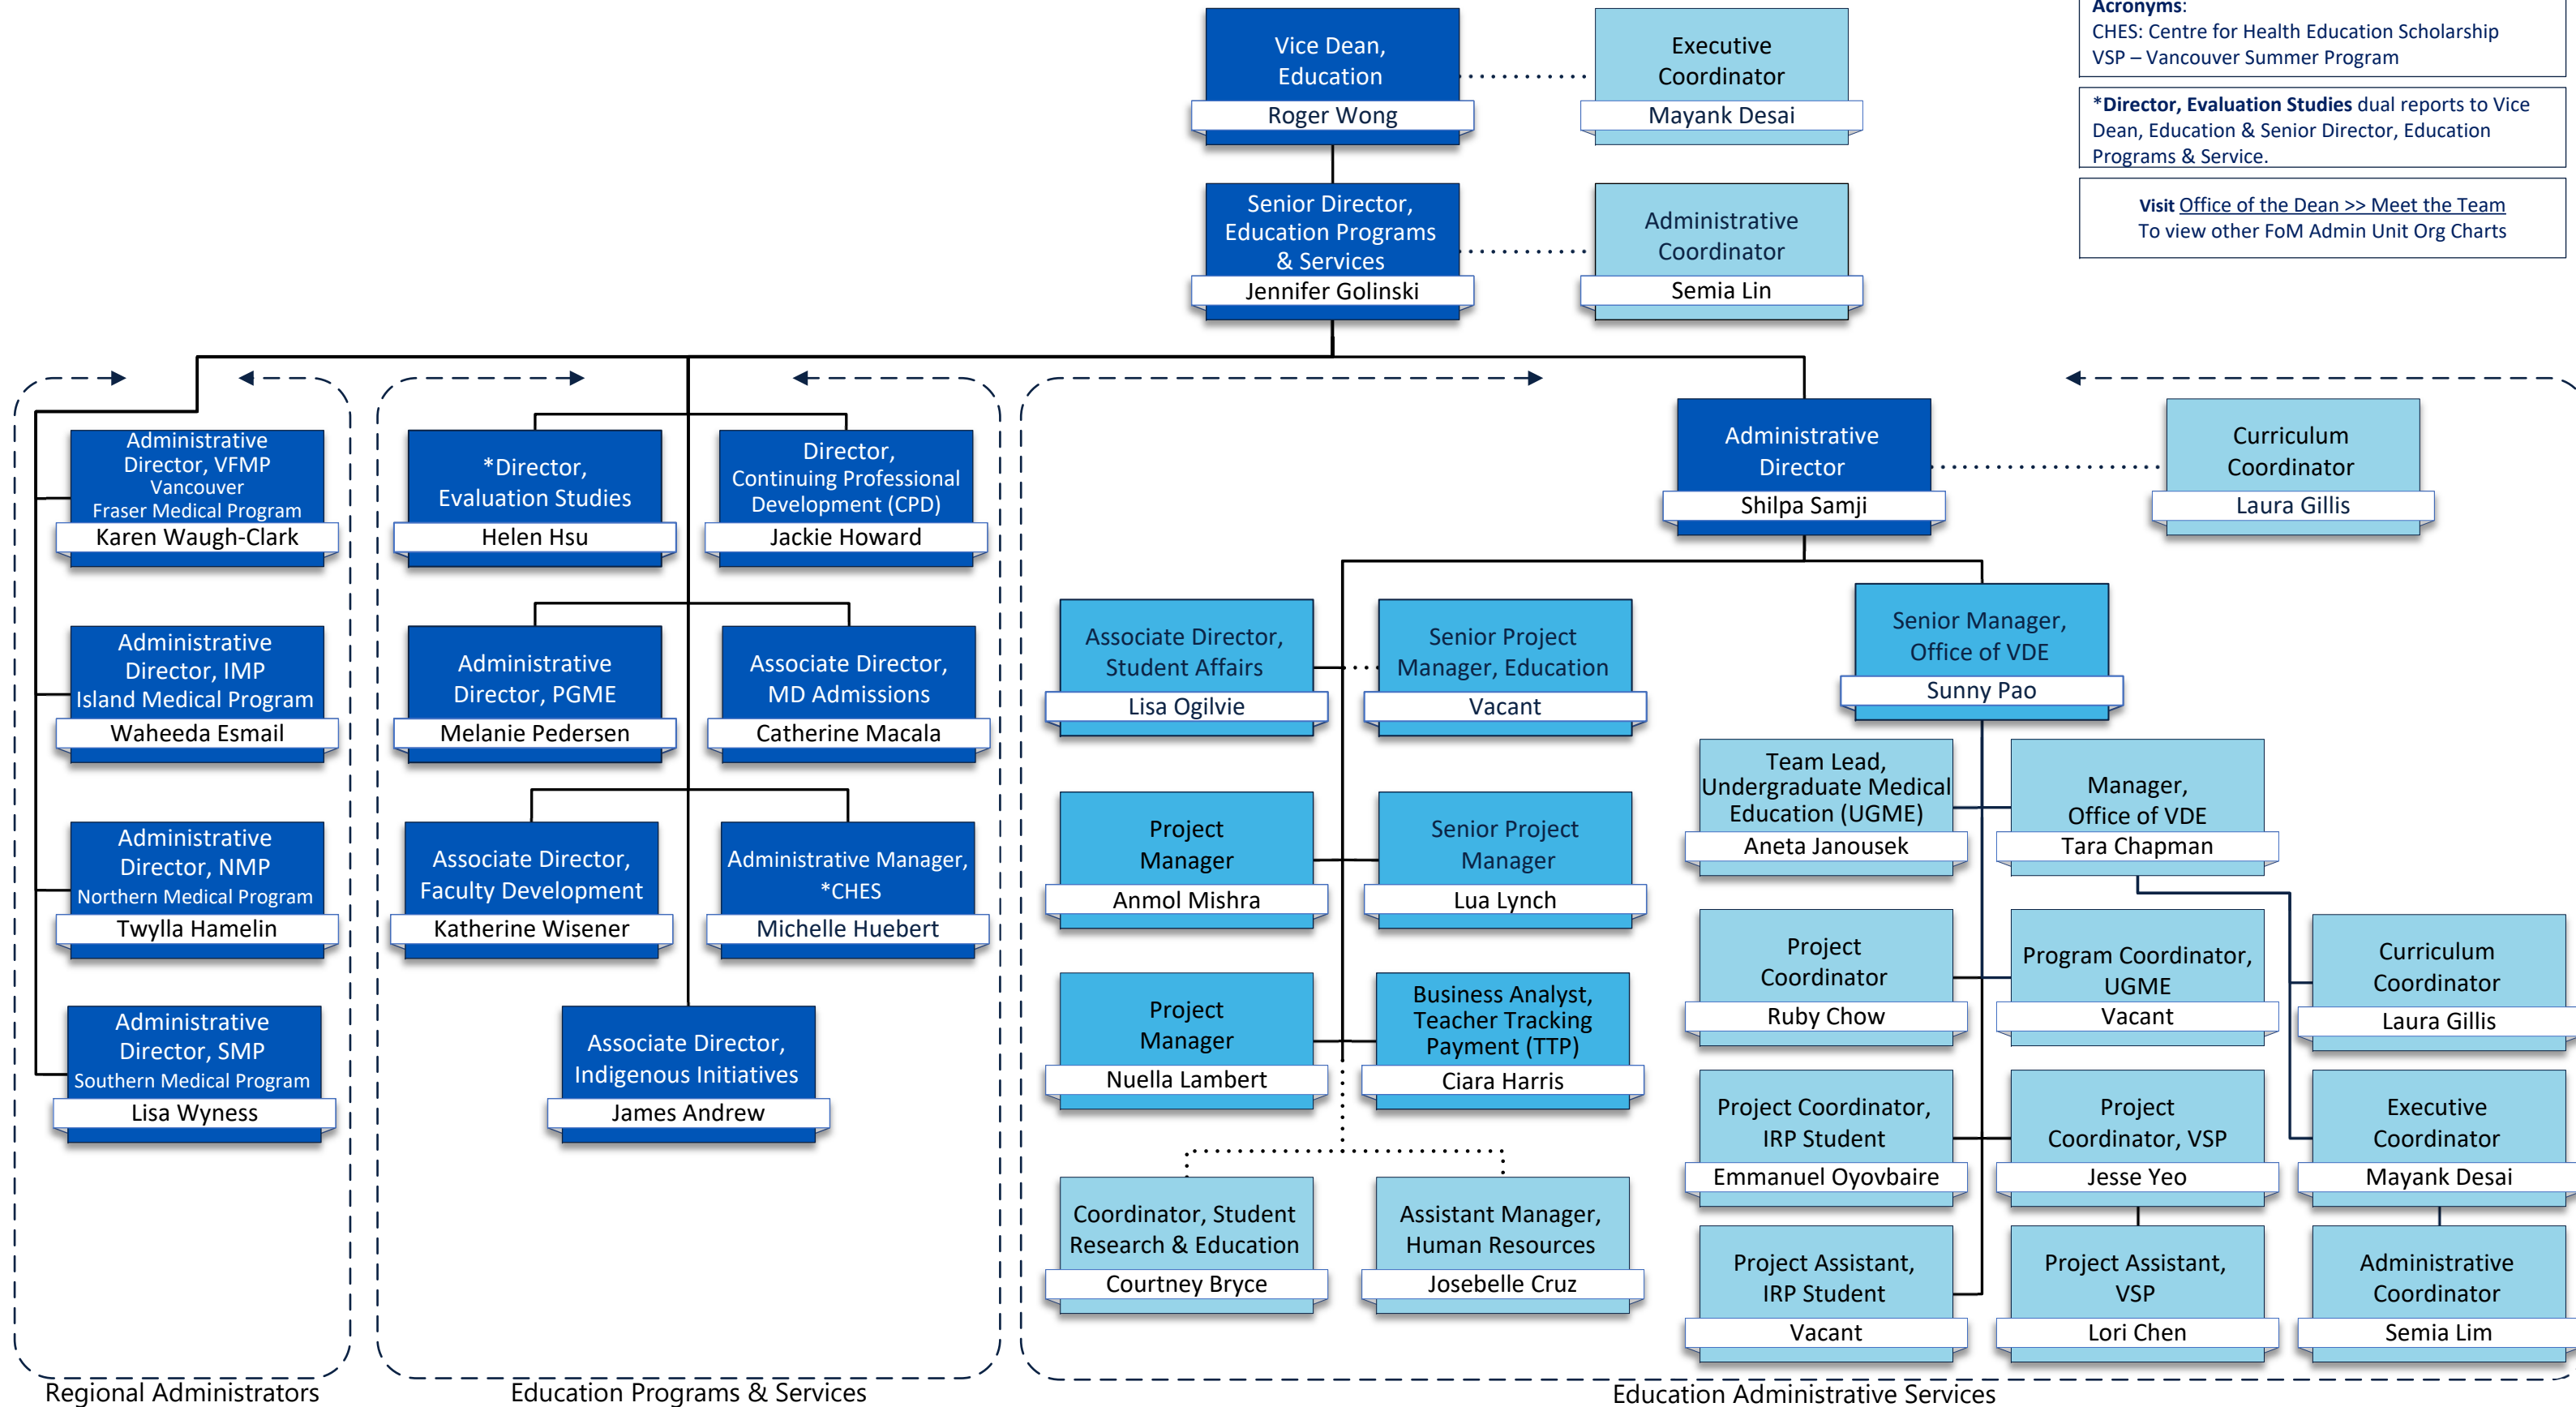 Acronyms:
CHES: Centre for Health Education Scholarship
VSP – Vancouver Summer Program
*Director, Evaluation Studies dual reports to Vice
Dean, Education & Senior Director, Education
Programs & Service.
Visit Office of the Dean >> Meet the Team
To view other FoM Admin Unit Org Charts
Vice Dean,
Education
Roger Wong
Executive
Coordinator
Mayank Desai
Senior Director,
Education Programs
& Services
Jennifer Golinski
Administrative
Coordinator
Semia Lin
Administrative
Director, VFMP
Vancouver
Fraser Medical Program
Karen Waugh-Clark
Administrative
Director, IMP
Island Medical Program
Waheeda Esmail
Administrative
Director, NMP
Northern Medical Program
Twylla Hamelin
Administrative
Director, SMP
Southern Medical Program
Lisa Wyness
Regional Administrators
*Director,
Evaluation Studies
Helen Hsu
Director,
Continuing Professional
Development (CPD)
Jackie Howard
Administrative
Director, PGME
Melanie Pedersen
Associate Director,
MD Admissions
Catherine Macala
Associate Director,
Faculty Development
Katherine Wisener
Administrative Manager,
*CHES
Michelle Huebert
Associate Director,
Indigenous Initiatives
James Andrew
Education Programs & Services
Administrative
Director
Shilpa Samji
Curriculum
Coordinator
Laura Gillis
Associate Director,
Student Affairs
Lisa Ogilvie
Senior Project
Manager, Education
Vacant
Project
Manager
Anmol Mishra
Senior Project
Manager
Lua Lynch
Project
Manager
Nuella Lambert
Business Analyst,
Teacher Tracking
Payment (TTP)
Ciara Harris
Coordinator, Student
Research & Education
Courtney Bryce
Assistant Manager,
Human Resources
Josebelle Cruz
Senior Manager,
Office of VDE
Sunny Pao
Team Lead,
Undergraduate Medical
Education (UGME)
Aneta Janousek
Manager,
Office of VDE
Tara Chapman
Project
Coordinator
Ruby Chow
Program Coordinator,
UGME
Vacant
Curriculum
Coordinator
Laura Gillis
Project Coordinator,
IRP Student
Emmanuel Oyovbaire
Project
Coordinator, VSP
Jesse Yeo
Executive
Coordinator
Mayank Desai
Project Assistant,
IRP Student
Vacant
Project Assistant,
VSP
Lori Chen
Administrative
Coordinator
Semia Lim
Education Administrative Services